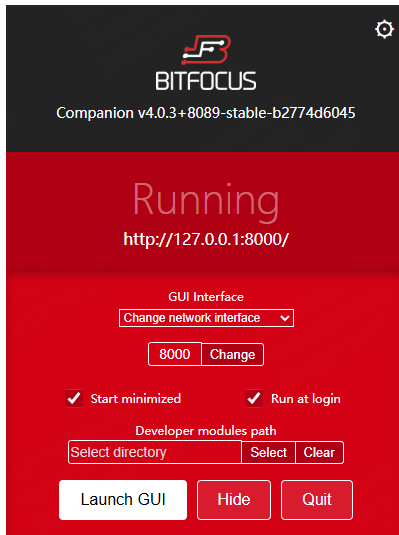 BITFOCUS
Companion v4.0.3+8089-stable-b2774d6045
Running
http://127.0.0.1:8000/
GUI Interface
Change network interface
8000 Change
Start minimized Run at login
Developer modules path
Select directory Select Clear
Launch GUI Hide Quit